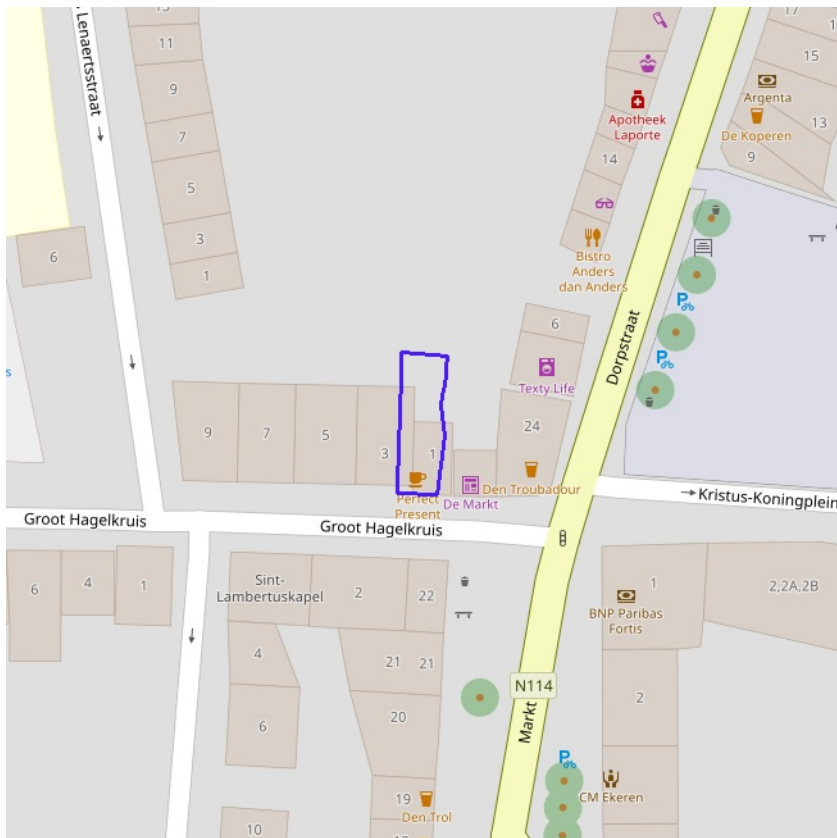 Lenaertsstraat
11
9
7
5
3
1
6
s
17
15
Argenta
De Koperen
13
9
Apotheek
Laporte
14
Bistro
Anders
dan Anders
Dorpstraat
6
Texty Life
24
Den Troubadour
9
7
5
3
1
Perfect
Present
De Markt
Kristus-Koningplein
Groot Hagelkruis
Groot Hagelkruis
6
4
1
Sint-
Lambertuskapel
2
22
4
21
21
6
20
19
Den Trol
10
N114
Markt
1
BNP Paribas
Fortis
2,2A,2B
2
CM Ekeren